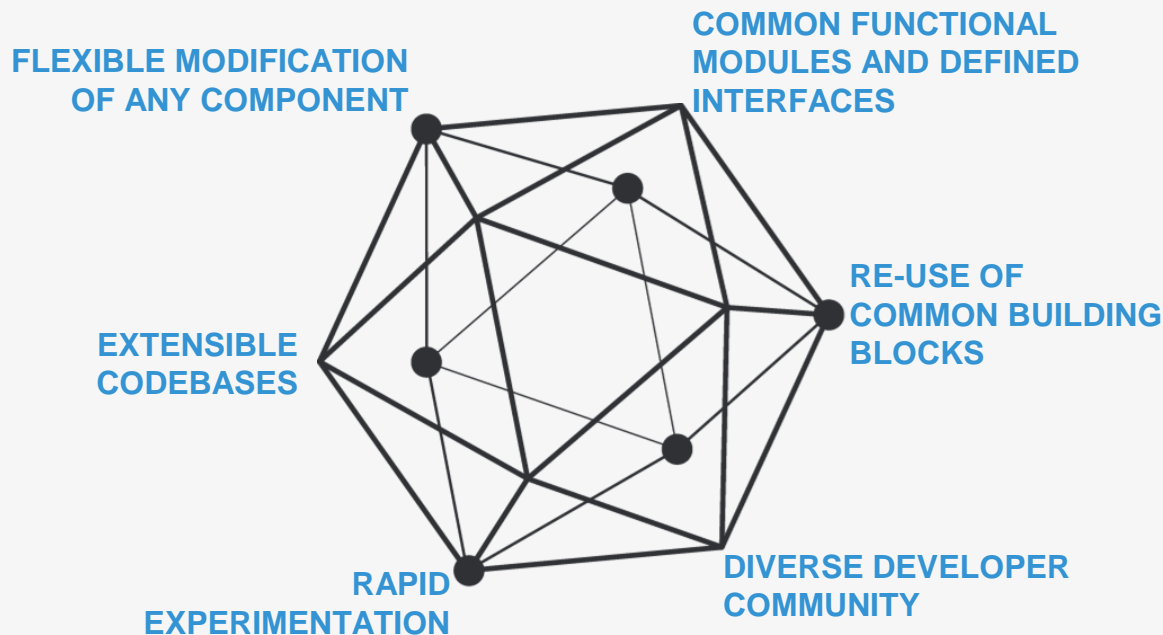 FLEXIBLE MODIFICATION
OF ANY COMPONENT
COMMON FUNCTIONAL
MODULES AND DEFINED
INTERFACES
RE-USE OF
COMMON BUILDING
BLOCKS
EXTENSIBLE
CODEBASES
DIVERSE DEVELOPER
COMMUNITY
RAPID
EXPERIMENTATION